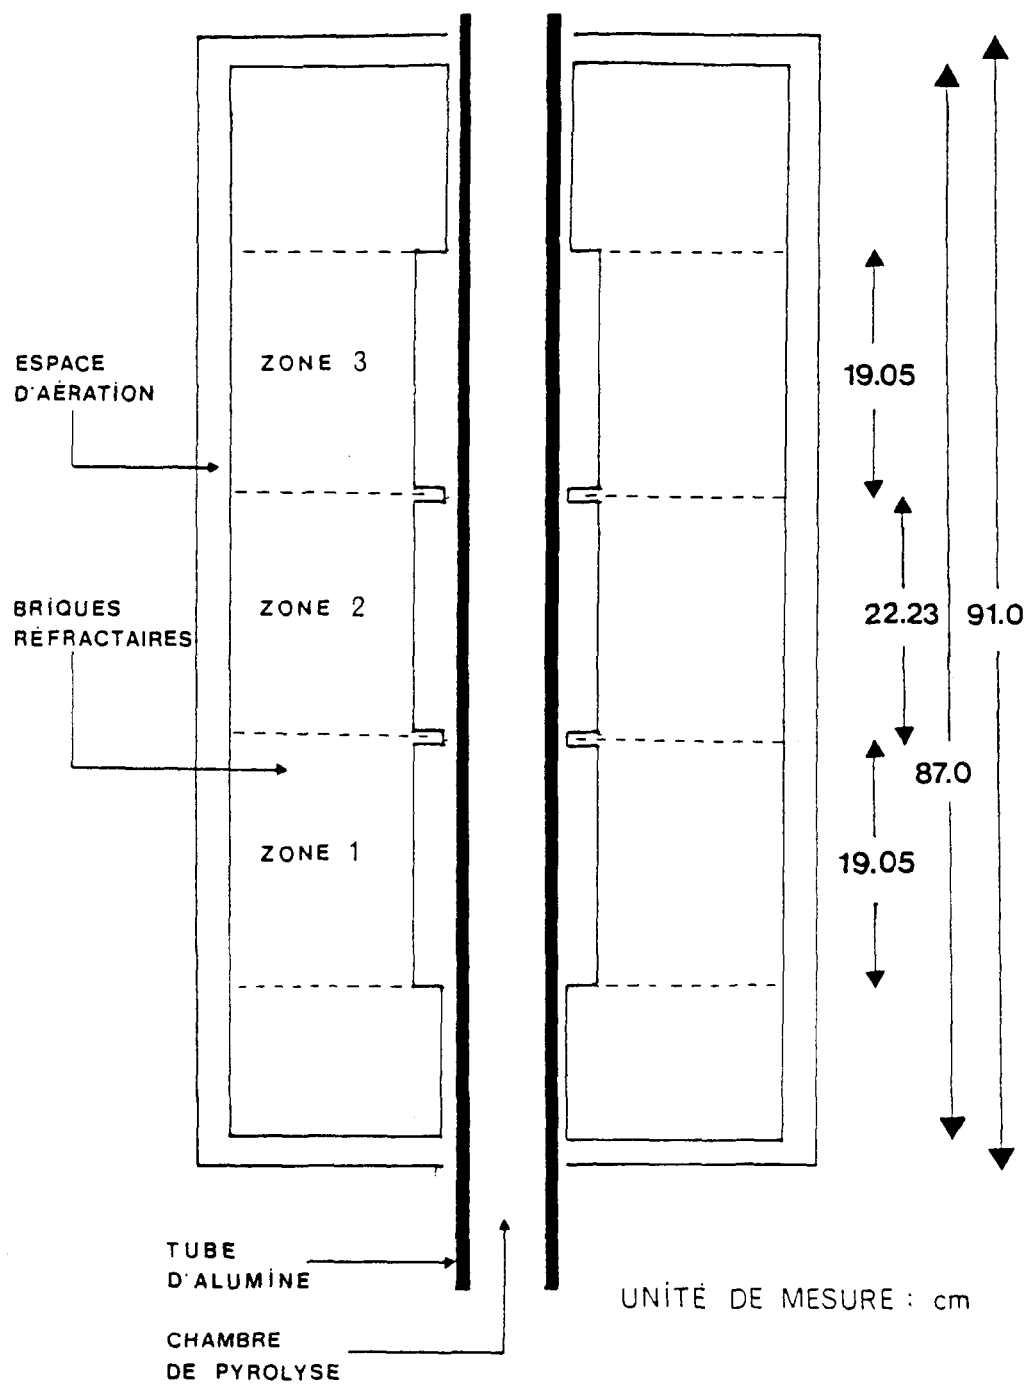 ESPACE
D'AÉRATION
ZONE 3
19.05
BRIQUES
RÉFRACTAIRES
ZONE 2
22.23
91.0
87.0
ZONE 1
19.05
TUBE
D'ALUMINE
UNITÉ DE MESURE : cm
CHAMBRE
DE PYROLYSE